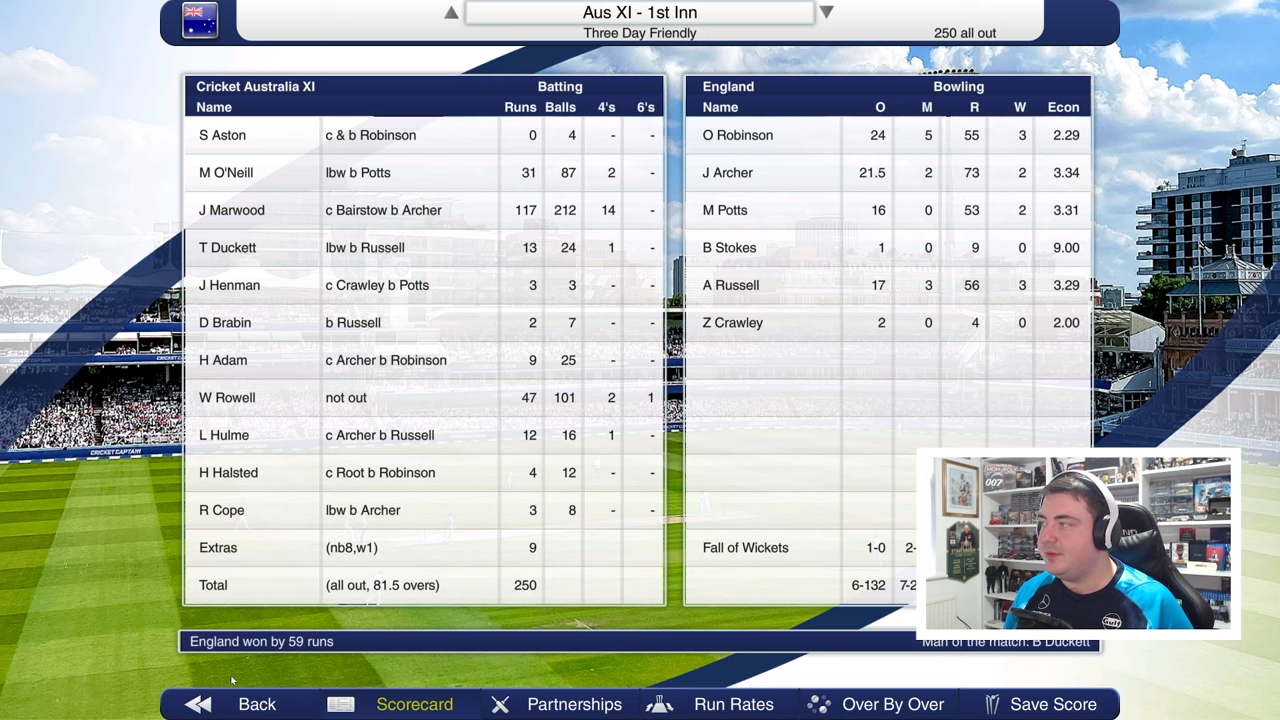 Aus XI - 1st Inn
Three Day Friendly
250 all out
Cricket Australia XI Batting
Name Runs Balls 4's 6's
S Aston c & b Robinson 0 4 - -
M O'Neill lbw b Potts 31 87 2 -
J Marwood c Bairstow b Archer 117 212 14 -
T Duckett lbw b Russell 13 24 1 -
J Henman c Crawley b Potts 3 3 - -
D Brabin b Russell 2 7 - -
H Adam c Archer b Robinson 9 25 - -
W Rowell not out 47 101 2 1
L Hulme c Archer b Russell 12 16 1 -
H Halsted c Root b Robinson 4 12 - -
R Cope lbw b Archer 3 8 - -
Extras (nb8,w1) 9
Total (all out, 81.5 overs) 250
England Bowling
Name O M R W Econ
O Robinson 24 5 55 3 2.29
J Archer 21.5 2 73 2 3.34
M Potts 16 0 53 2 3.31
B Stokes 1 0 9 0 9.00
A Russell 17 3 56 3 3.29
Z Crawley 2 0 4 0 2.00
Fall of Wickets 1-0 2-
6-132 7-2
England won by 59 runs
Man of the match: B Duckett
Back Scorecard Partnerships Run Rates Over By Over Save Score
CRICKET CAPTAIN
007
Gulf